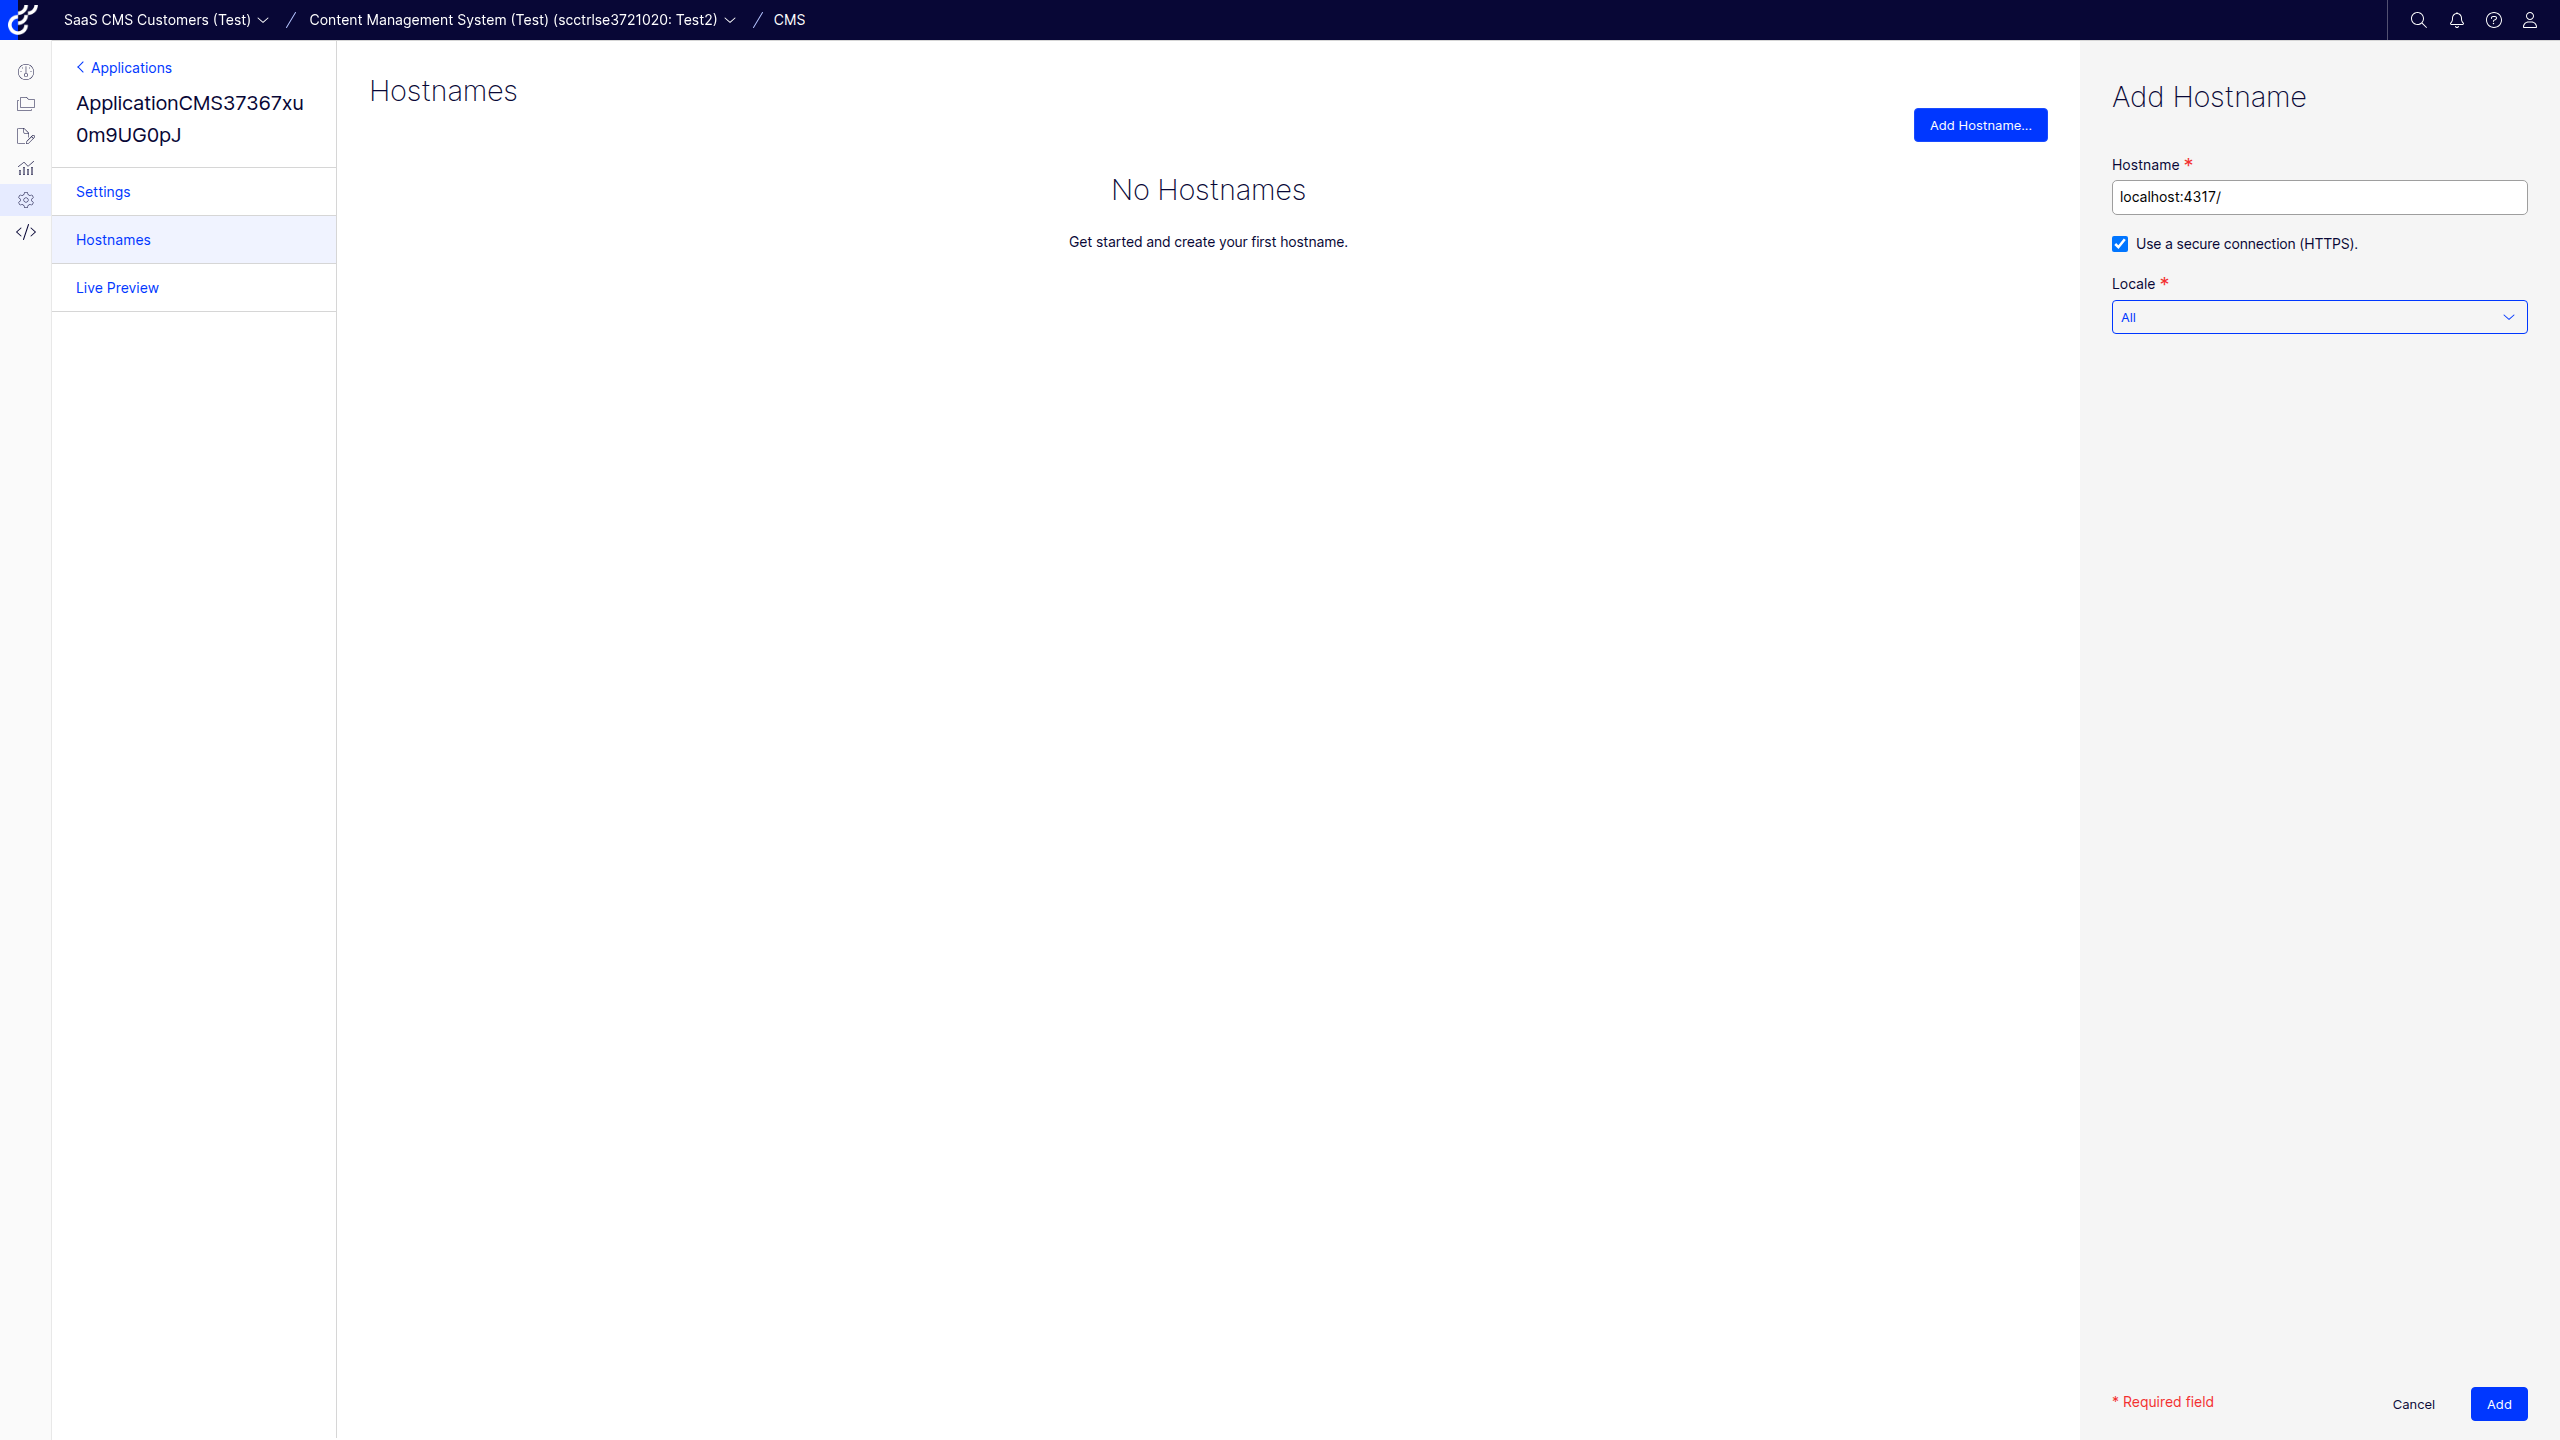 SaaS CMS Customers (Test) / Content Management System (Test) (scctrlse3721020: Test2) / CMS
Applications
ApplicationCMS37367xu
0m9UG0pJ
Settings
Hostnames
Live Preview
Hostnames
Add Hostname...
No Hostnames
Get started and create your first hostname.
Add Hostname
Hostname *
localhost:4317/
Use a secure connection (HTTPS).
Locale *
All
* Required field
Cancel
Add